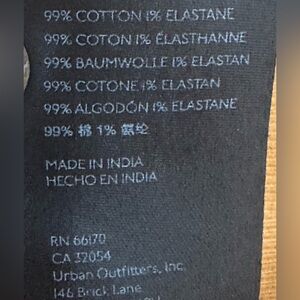 99% COTTON 1% ELASTANE
99% COTON 1% ÉLASTHANNE
99% BAUMWOLLE 1% ELASTAN
99% COTONE 1% ELASTAN
99% ALGODÓN 1% ELASTANE
99% 棉 1% 氨纶
MADE IN INDIA
HECHO EN INDIA
RN 66170
CA 32054
Urban Outfitters, Inc.
146 Brick Lane